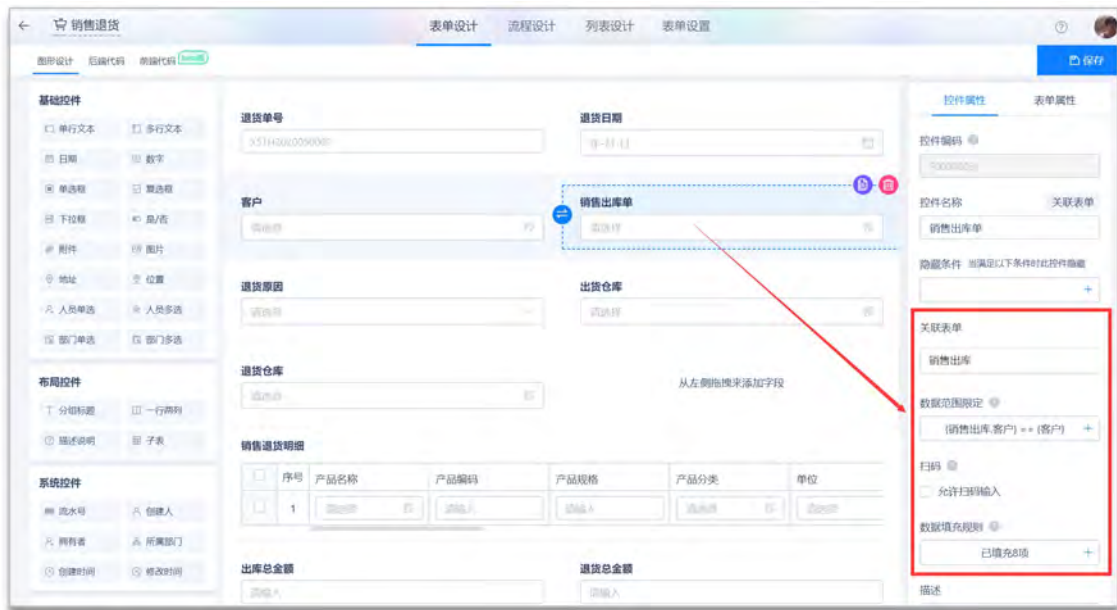 销售退货
表单设计 流程设计 列表设计 表单设置
图形设计 后端代码 前端代码
保存
基础控件
单行文本 多行文本
日期 数字
单选框 复选框
下拉框 是/否
附件 图片
地址 位置
人员单选 人员多选
部门单选 部门多选
布局控件
分组标题 一行两列
描述说明 子表
系统控件
流水号 创建人
拥有者 所属部门
创建时间 修改时间
退货单号 退货日期
客户 销售出库单
请选择 请选择
退货原因 出货仓库
请选择 请选择
退货仓库
请选择
从左侧拖拽来添加字段
销售退货明细
序号 产品名称 产品编码 产品规格 产品分类 单位
1 请选择 请输入 请输入 请选择 请选择
出库总金额 退货总金额
请输入 请输入
控件属性 表单属性
控件编码
控件名称 关联表单
销售出库单
隐藏条件 当满足以下条件时此控件隐藏
关联表单
销售出库
数据范围限定
{销售出库.客户} == {客户}
扫码
允许扫码输入
数据填充规则
已填充8项
描述